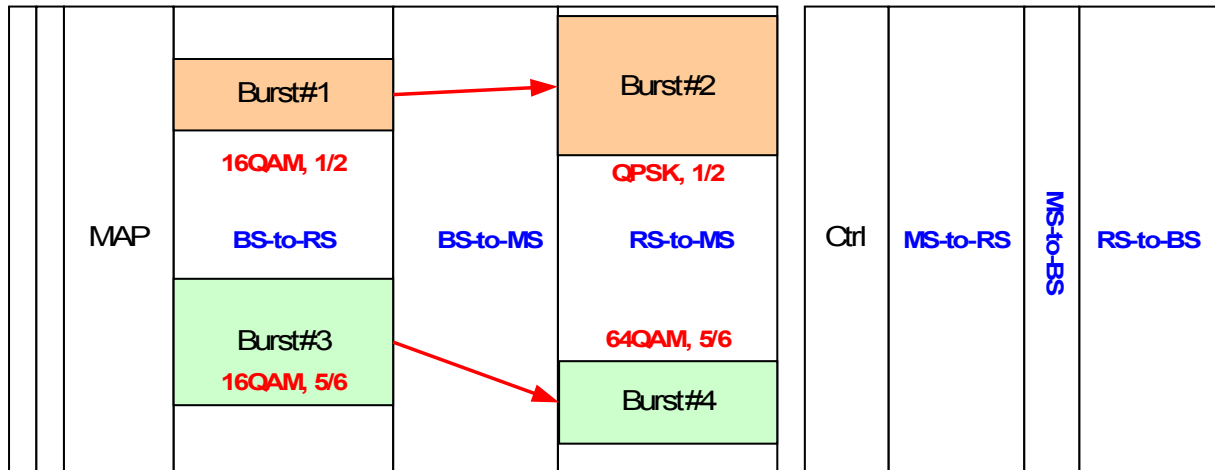 Burst#1
Burst#2
16QAM, 1/2
QPSK, 1/2
MAP
BS-to-RS
BS-to-MS
RS-to-MS
Ctrl
MS-to-RS
MS-to-BS
RS-to-BS
Burst#3
16QAM, 5/6
64QAM, 5/6
Burst#4